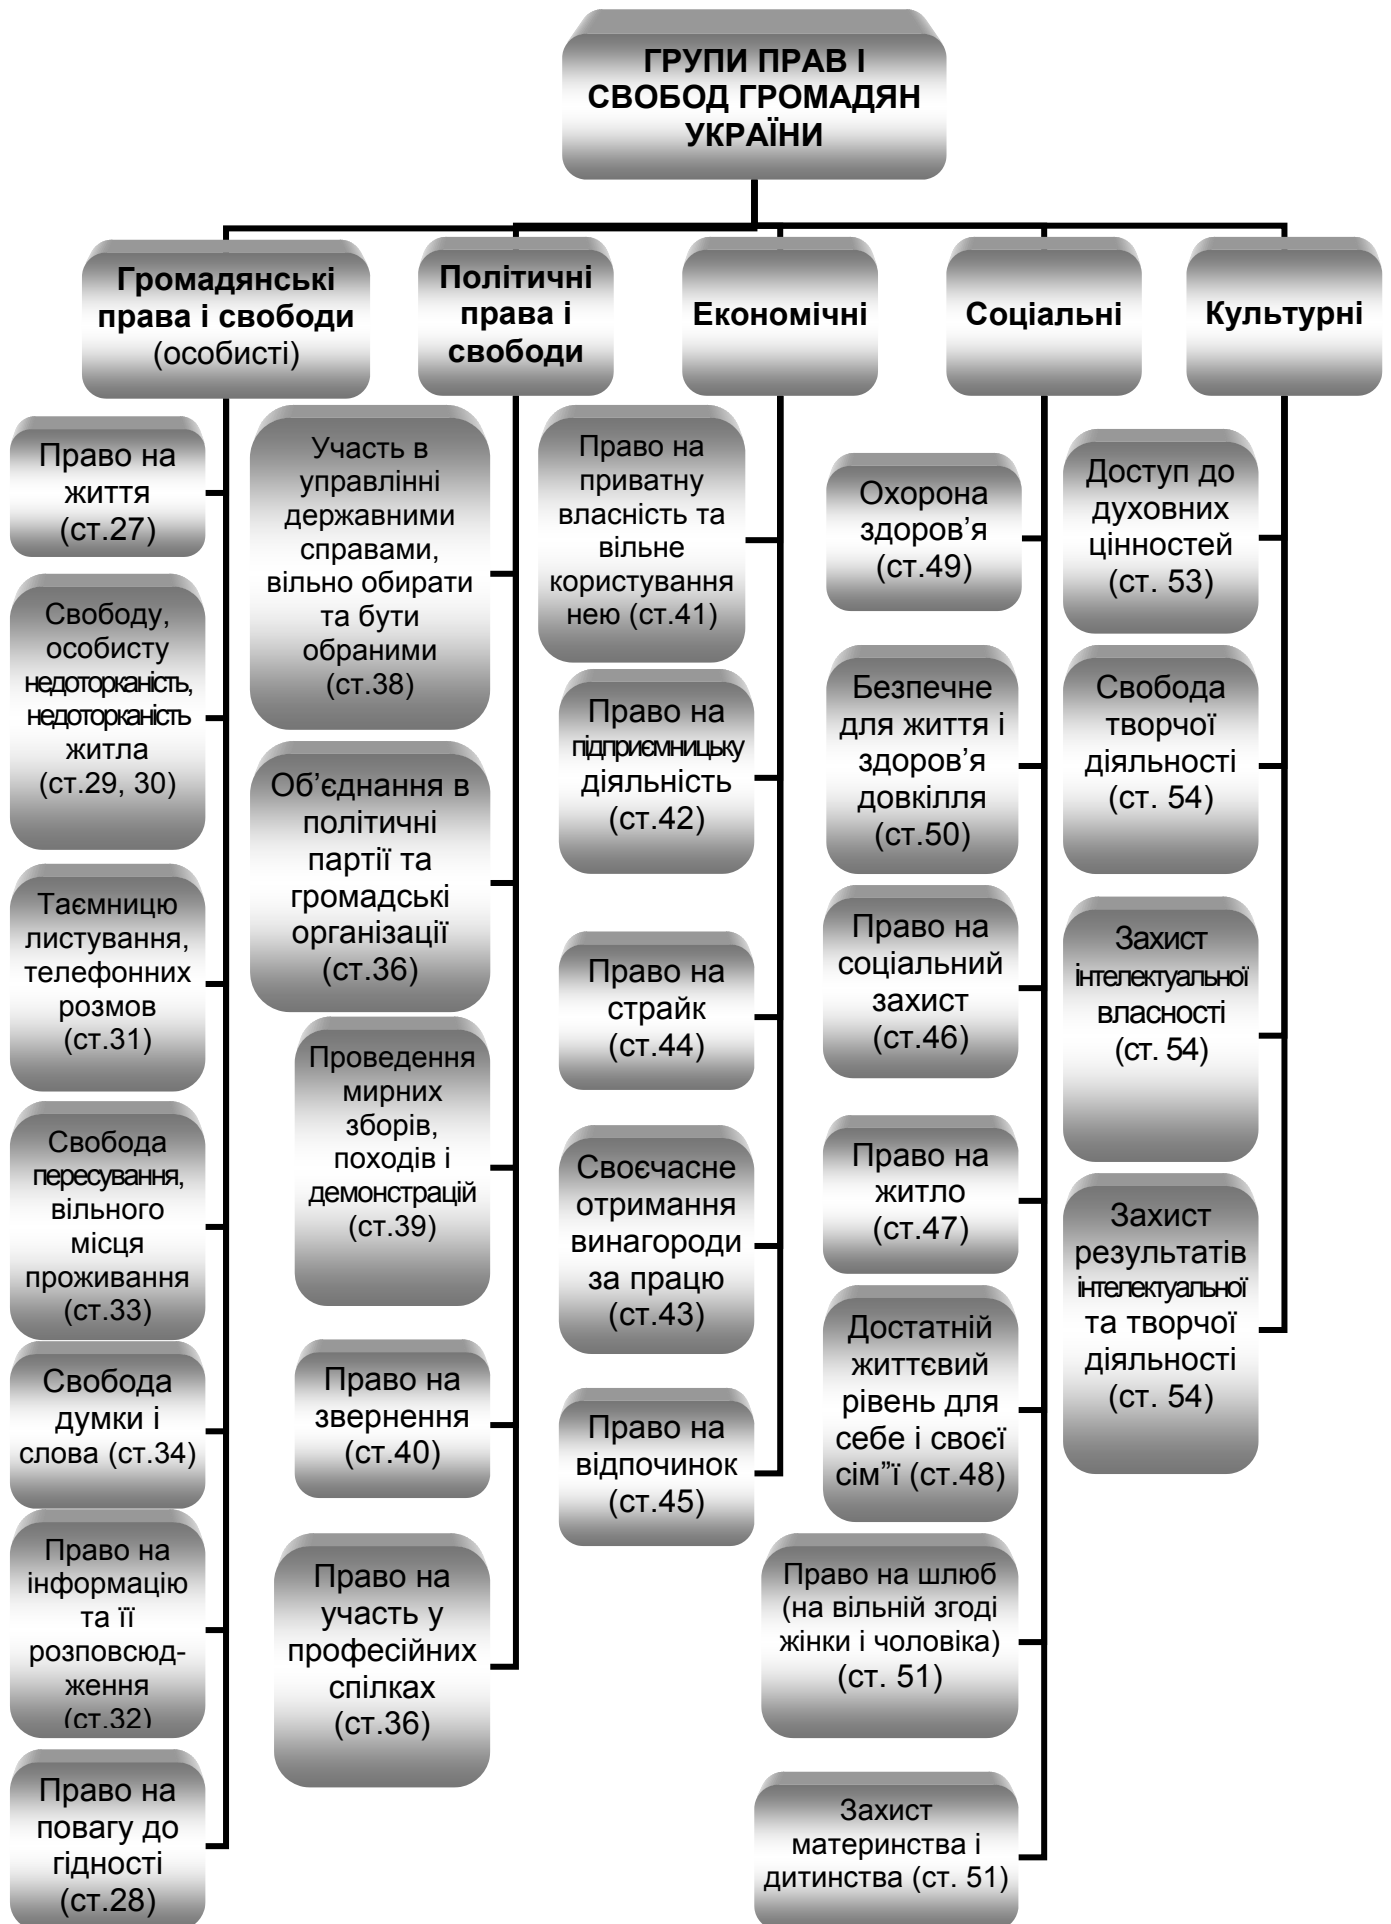 ГРУПИ ПРАВ І
СВОБОД ГРОМАДЯН
УКРАЇНИ
Громадянські
права і свободи
(особисті)
Політичні
права і
свободи
Економічні
Соціальні
Культурні
Право на
життя
(ст.27)
Свободу,
особисту
недоторканість,
недоторканість
житла
(ст.29, 30)
Таємницю
листування,
телефонних
розмов
(ст.31)
Свобода
пересування,
вільного
місця
проживання
(ст.33)
Свобода
думки і
слова (ст.34)
Право на
інформацію
та її
розповсюд-
ження
(ст.32)
Право на
повагу до
гідності
(ст.28)
Участь в
управлінні
державними
справами,
вільно обирати
та бути
обраними
(ст.38)
Об’єднання в
політичні
партії та
громадські
організації
(ст.36)
Проведення
мирних
зборів,
походів і
демонстрацій
(ст.39)
Право на
звернення
(ст.40)
Право на
участь у
професійних
спілках
(ст.36)
Право на
приватну
власність та
вільне
користування
нею (ст.41)
Право на
підприємницьку
діяльність
(ст.42)
Право на
страйк
(ст.44)
Своєчасне
отримання
винагороди
за працю
(ст.43)
Право на
відпочинок
(ст.45)
Охорона
здоров’я
(ст.49)
Безпечне
для життя і
здоров’я
довкілля
(ст.50)
Право на
соціальний
захист
(ст.46)
Право на
житло
(ст.47)
Достатній
життєвий
рівень для
себе і своєї
сім”ї (ст.48)
Право на шлюб
(на вільній згоді
жінки і чоловіка)
(ст. 51)
Захист
материнства і
дитинства (ст. 51)
Доступ до
духовних
цінностей
(ст. 53)
Свобода
творчої
діяльності
(ст. 54)
Захист
інтелектуальної
власності
(ст. 54)
Захист
результатів
інтелектуальної
та творчої
діяльності
(ст. 54)